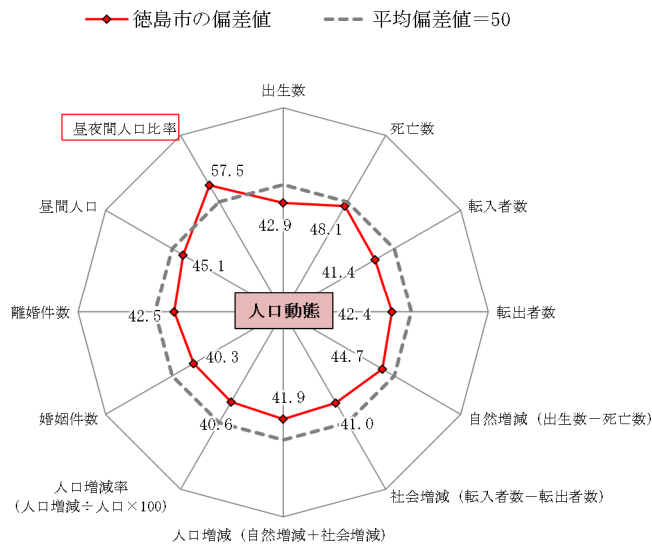 徳島市の偏差値
平均偏差値＝50
出生数
死亡数
転入者数
転出者数
自然増減（出生数－死亡数）
社会増減（転入者数－転出者数）
人口増減（自然増減＋社会増減）
人口増減率
（人口増減÷人口×100）
婚姻件数
離婚件数
昼間人口
昼夜間人口比率
人口動態
42.9
48.1
41.4
42.4
44.7
41.0
41.9
40.6
40.3
42.5
45.1
57.5